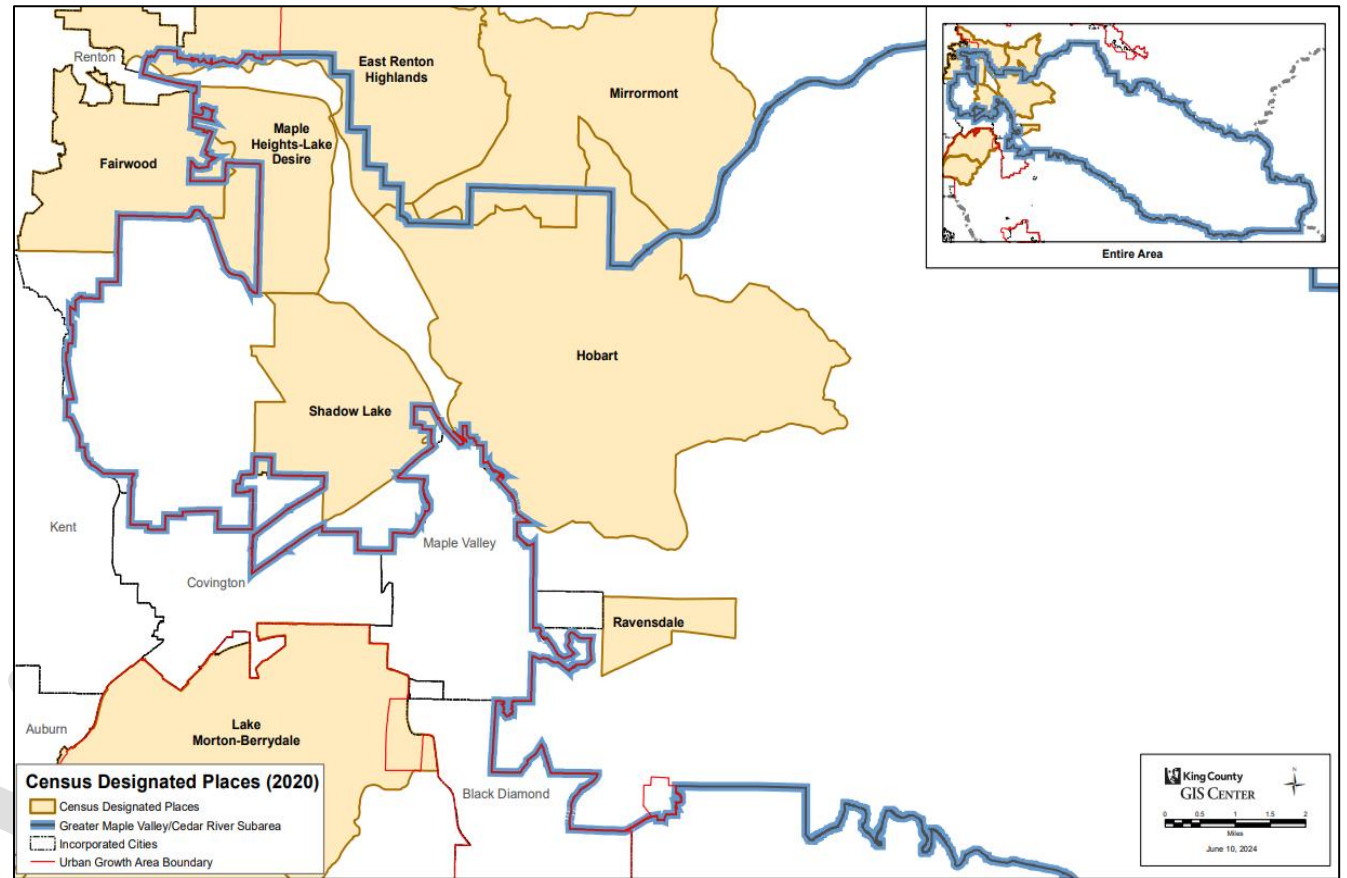 Renton
East Renton
Highlands
Mirrormont
Maple
Heights-Lake
Desire
Fairwood
Entire Area
Hobart
Shadow Lake
Kent
Maple Valley
Covington
Ravensdale
Auburn
Lake
Morton-Berrydale
Black Diamond
Census Designated Places (2020)
Census Designated Places
Greater Maple Valley/Cedar River Subarea
Incorporated Cities
Urban Growth Area Boundary
King County
GIS CENTER
N
0 0.5 1 1.5 2
Miles
June 10, 2024